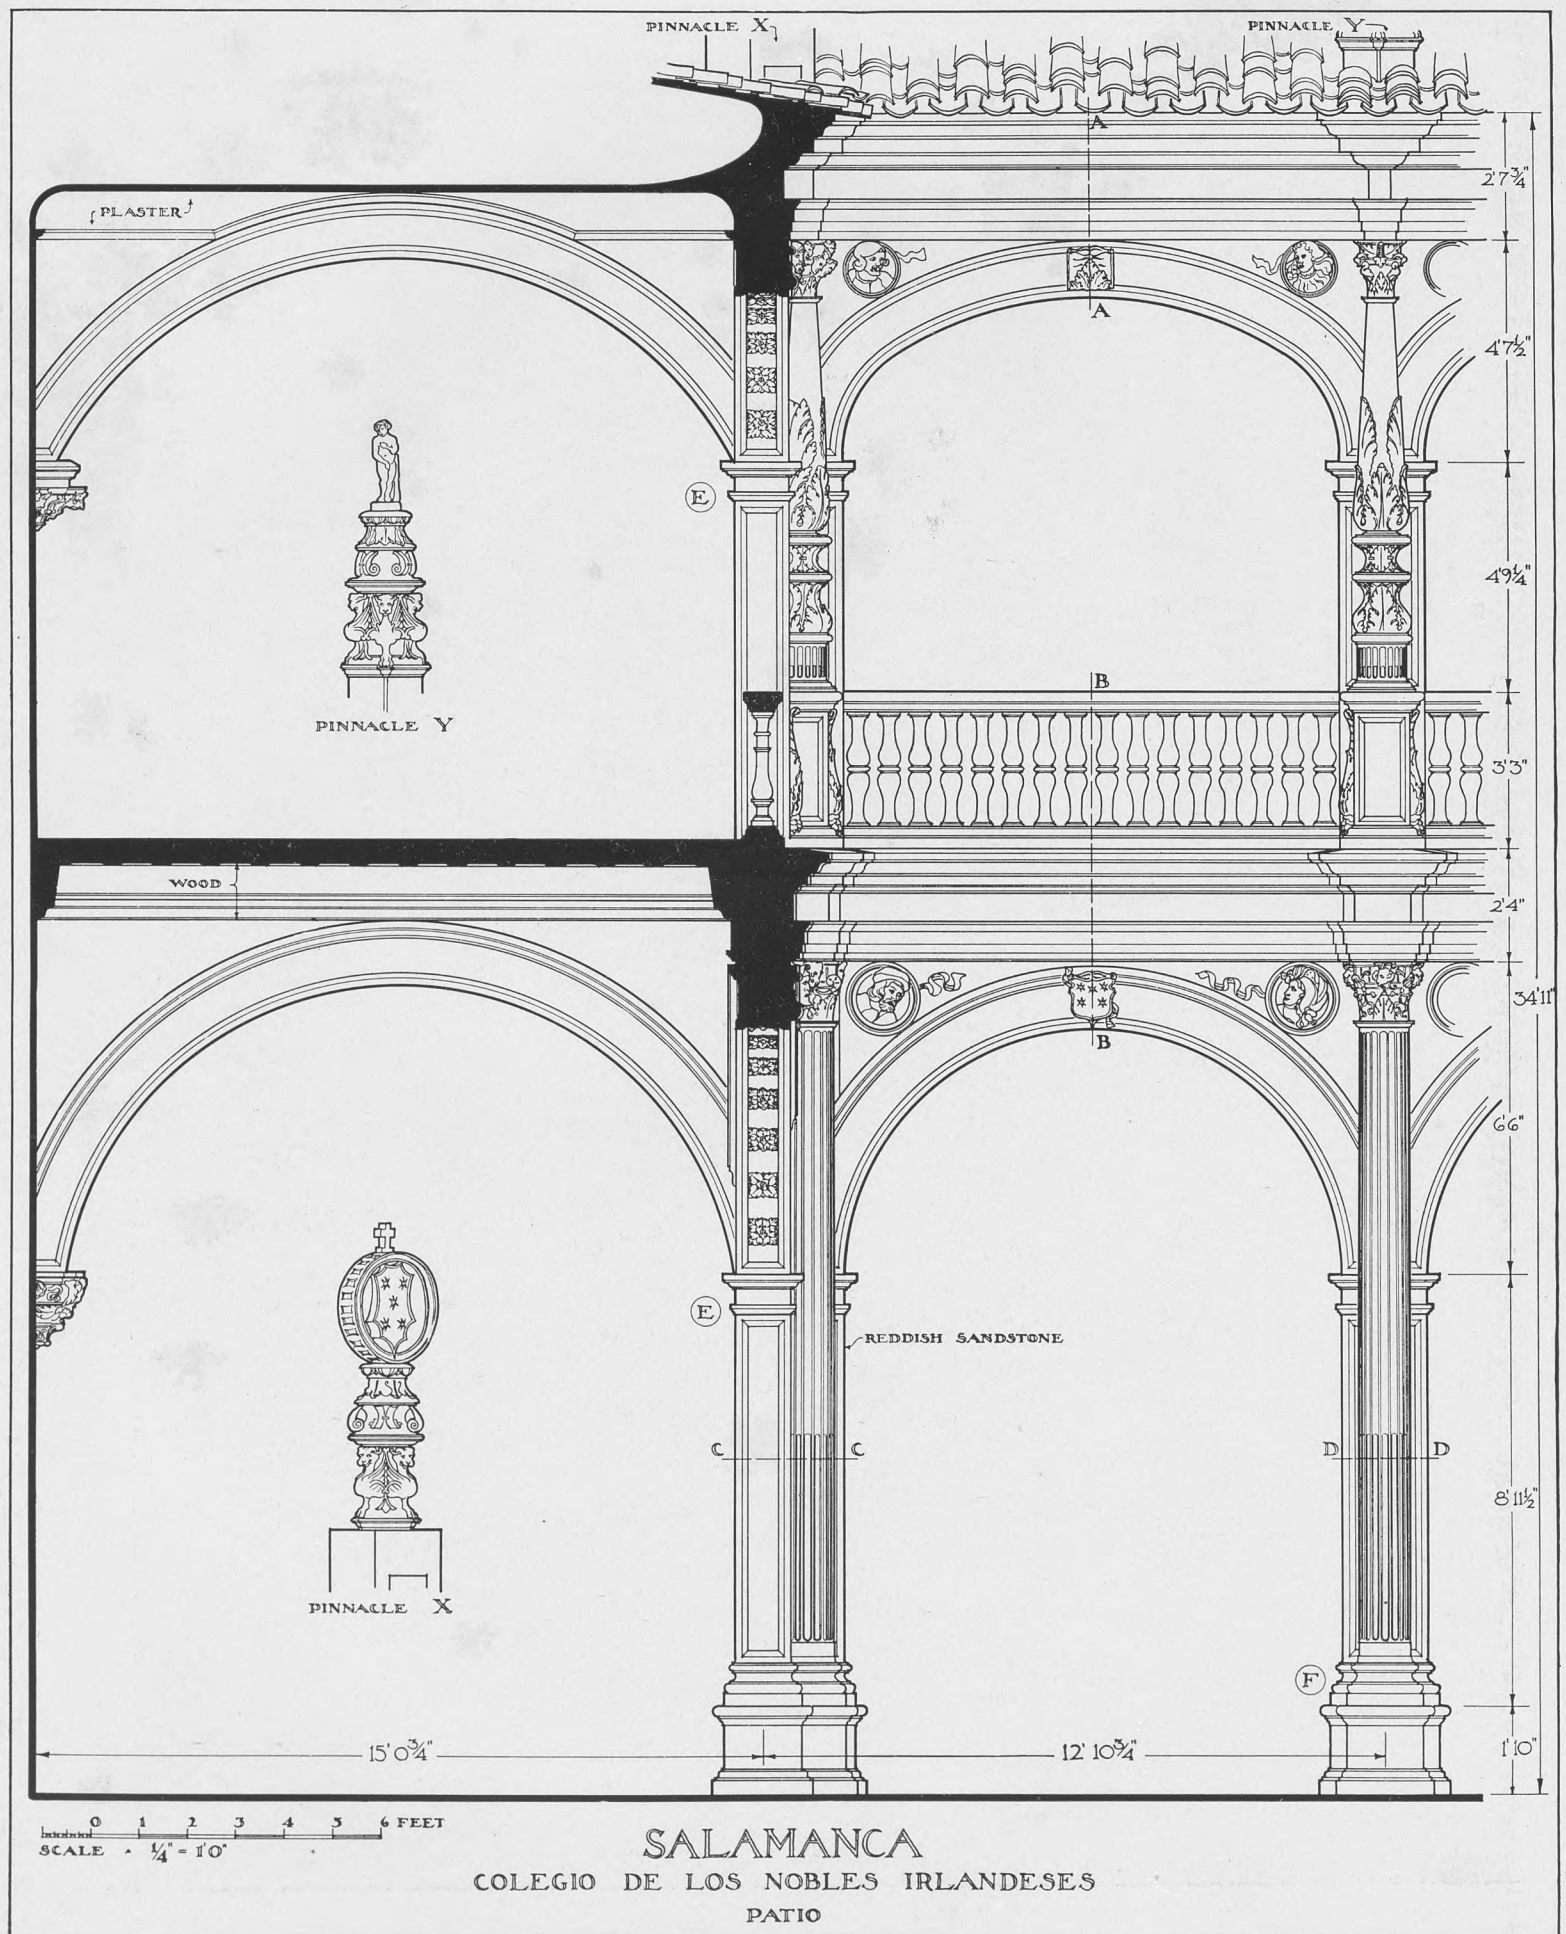 PINNACLE X
PINNACLE Y
A
2'7¾"
PLASTER
A
4'7½"
E
4'9¼"
B
PINNACLE Y
3'3"
WOOD
2'4"
34'11"
B
6'6"
E
REDDISH SANDSTONE
C C D D
8'11½"
PINNACLE X
F
15'0¾" 12'10¾" 1'10"
0 1 2 3 4 5 6 FEET
SCALE · ¼" = 1'0"
SALAMANCA
COLEGIO DE LOS NOBLES IRLANDESES
PATIO